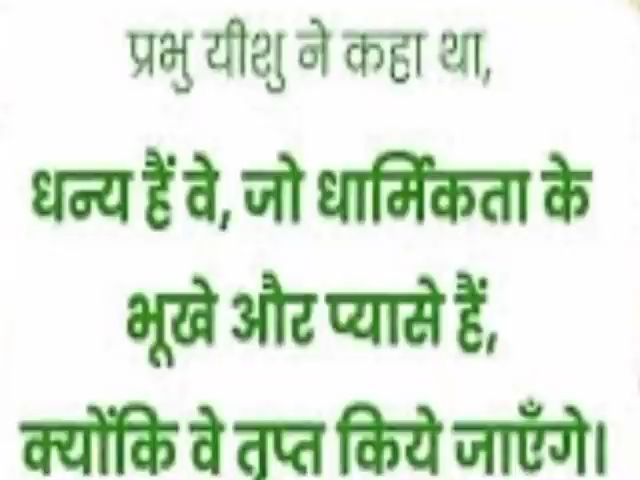 प्रभु यीशु ने कहा था,
धन्य हैं वे, जो धार्मिकता के
भूखे और प्यासे हैं,
क्योंकि वे तृप्त किये जाएँगे।